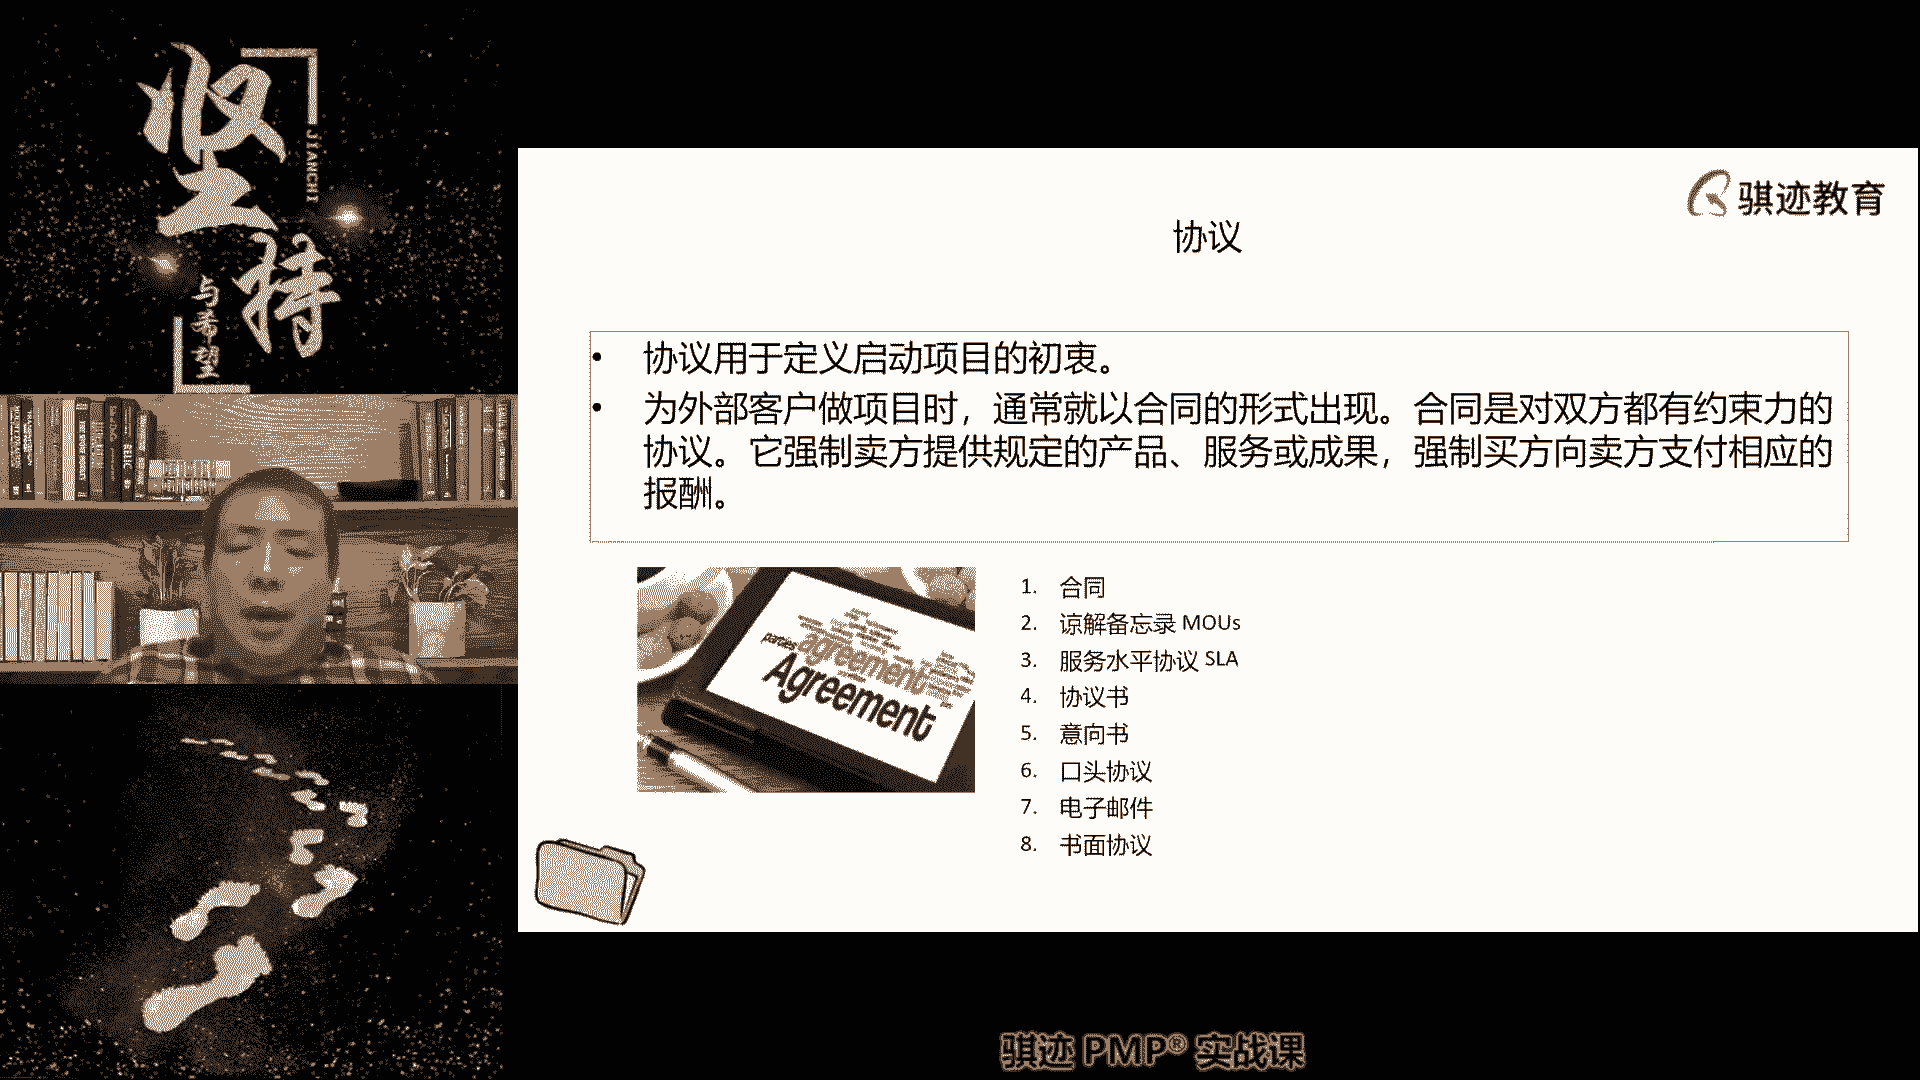 坚持
JIANCHI
与希望
骐迹教育
协议
• 协议用于定义启动项目的初衷。
• 为外部客户做项目时，通常就以合同的形式出现。合同是对双方都有约束力的
协议。它强制卖方提供规定的产品、服务或成果，强制买方向卖方支付相应的
报酬。
parties
agreement
Agreement
1. 合同
2. 谅解备忘录 MOUs
3. 服务水平协议 SLA
4. 协议书
5. 意向书
6. 口头协议
7. 电子邮件
8. 书面协议
骐迹 PMP® 实战课